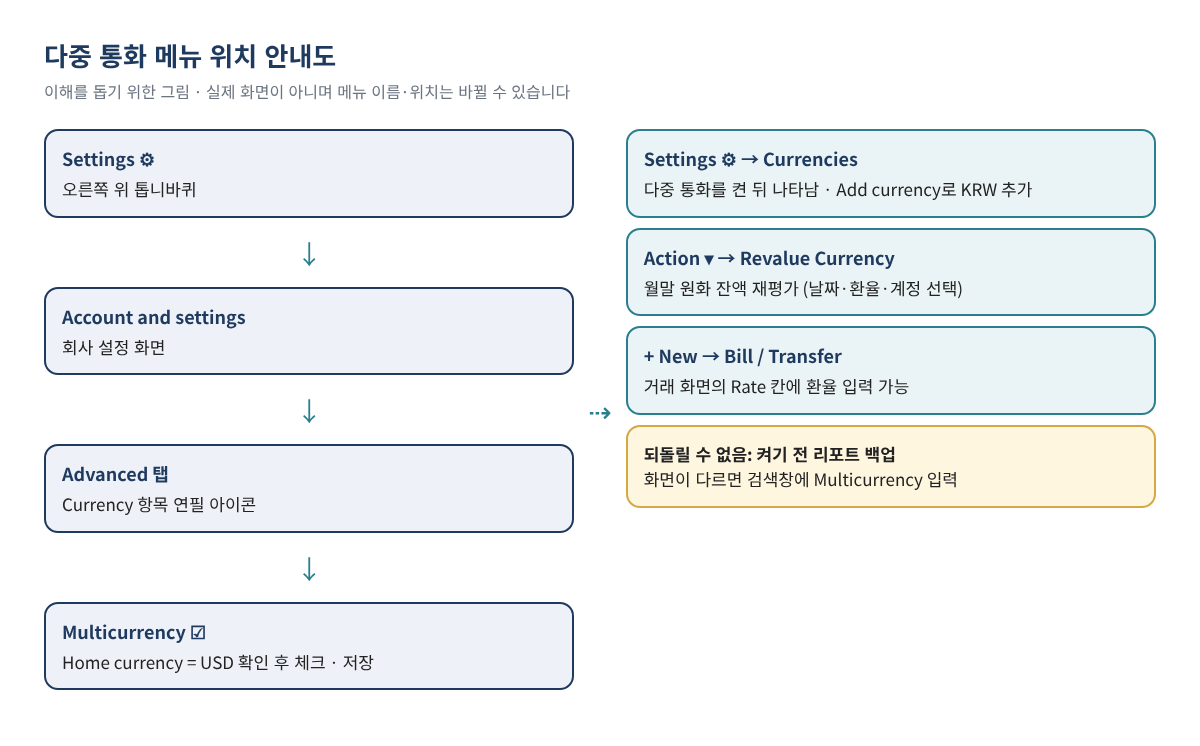 다중 통화 메뉴 위치 안내도
이해를 돕기 위한 그림 · 실제 화면이 아니며 메뉴 이름·위치는 바뀔 수 있습니다
Settings ⚙
오른쪽 위 톱니바퀴
↓
Account and settings
회사 설정 화면
↓
Advanced 탭
Currency 항목 연필 아이콘
↓
Multicurrency ☑
Home currency = USD 확인 후 체크 · 저장
⇢
Settings ⚙ → Currencies
다중 통화를 켠 뒤 나타남 · Add currency로 KRW 추가
Action ▾ → Revalue Currency
월말 원화 잔액 재평가 (날짜·환율·계정 선택)
+ New → Bill / Transfer
거래 화면의 Rate 칸에 환율 입력 가능
되돌릴 수 없음: 켜기 전 리포트 백업
화면이 다르면 검색창에 Multicurrency 입력